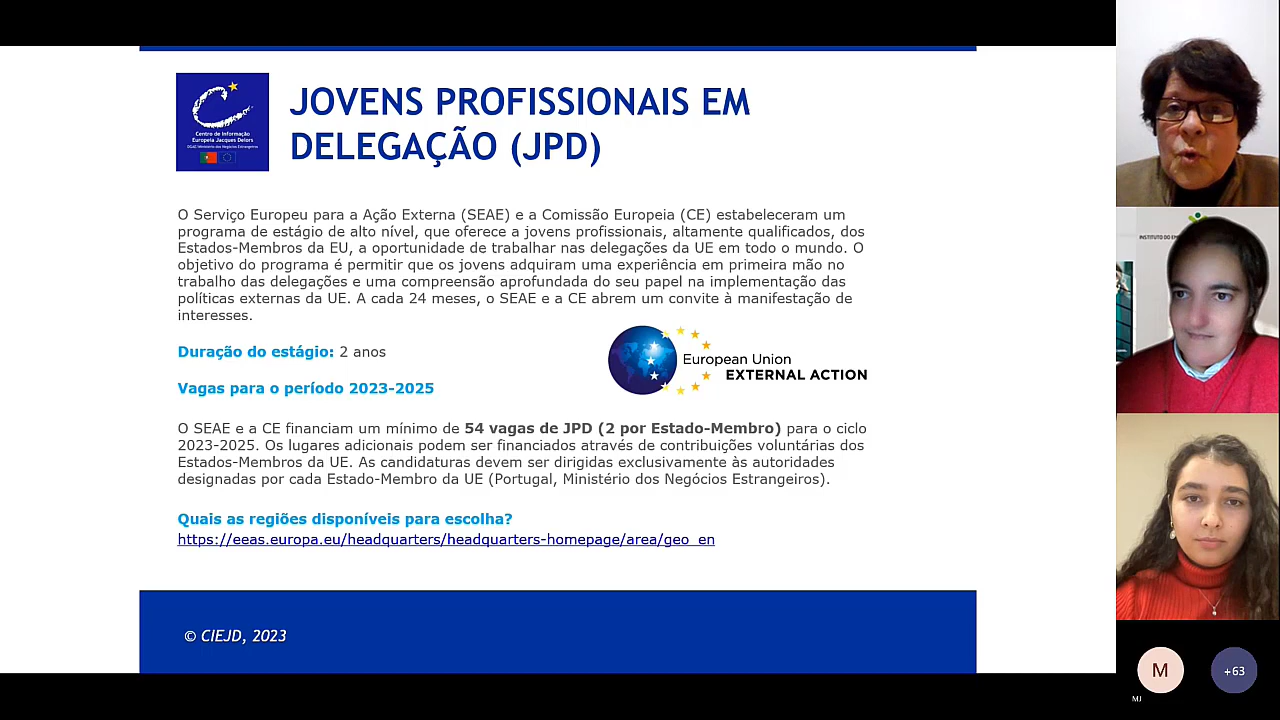 JOVENS PROFISSIONAIS EM
DELEGAÇÃO (JPD)
Centro de Informação
Europeia Jacques Delors
O Serviço Europeu para a Ação Externa (SEAE) e a Comissão Europeia (CE) estabeleceram um
programa de estágio de alto nível, que oferece a jovens profissionais, altamente qualificados, dos
Estados-Membros da EU, a oportunidade de trabalhar nas delegações da UE em todo o mundo. O
objetivo do programa é permitir que os jovens adquiram uma experiência em primeira mão no
trabalho das delegações e uma compreensão aprofundada do seu papel na implementação das
políticas externas da UE. A cada 24 meses, o SEAE e a CE abrem um convite à manifestação de
interesses.
Duração do estágio: 2 anos
European Union
EXTERNAL ACTION
Vagas para o período 2023-2025
O SEAE e a CE financiam um mínimo de 54 vagas de JPD (2 por Estado-Membro) para o ciclo
2023-2025. Os lugares adicionais podem ser financiados através de contribuições voluntárias dos
Estados-Membros da UE. As candidaturas devem ser dirigidas exclusivamente às autoridades
designadas por cada Estado-Membro da UE (Portugal, Ministério dos Negócios Estrangeiros).
Quais as regiões disponíveis para escolha?
https://eeas.europa.eu/headquarters/headquarters-homepage/area/geo_en
© CIEJD, 2023
INSTITUTO DO
M
+63
MJ